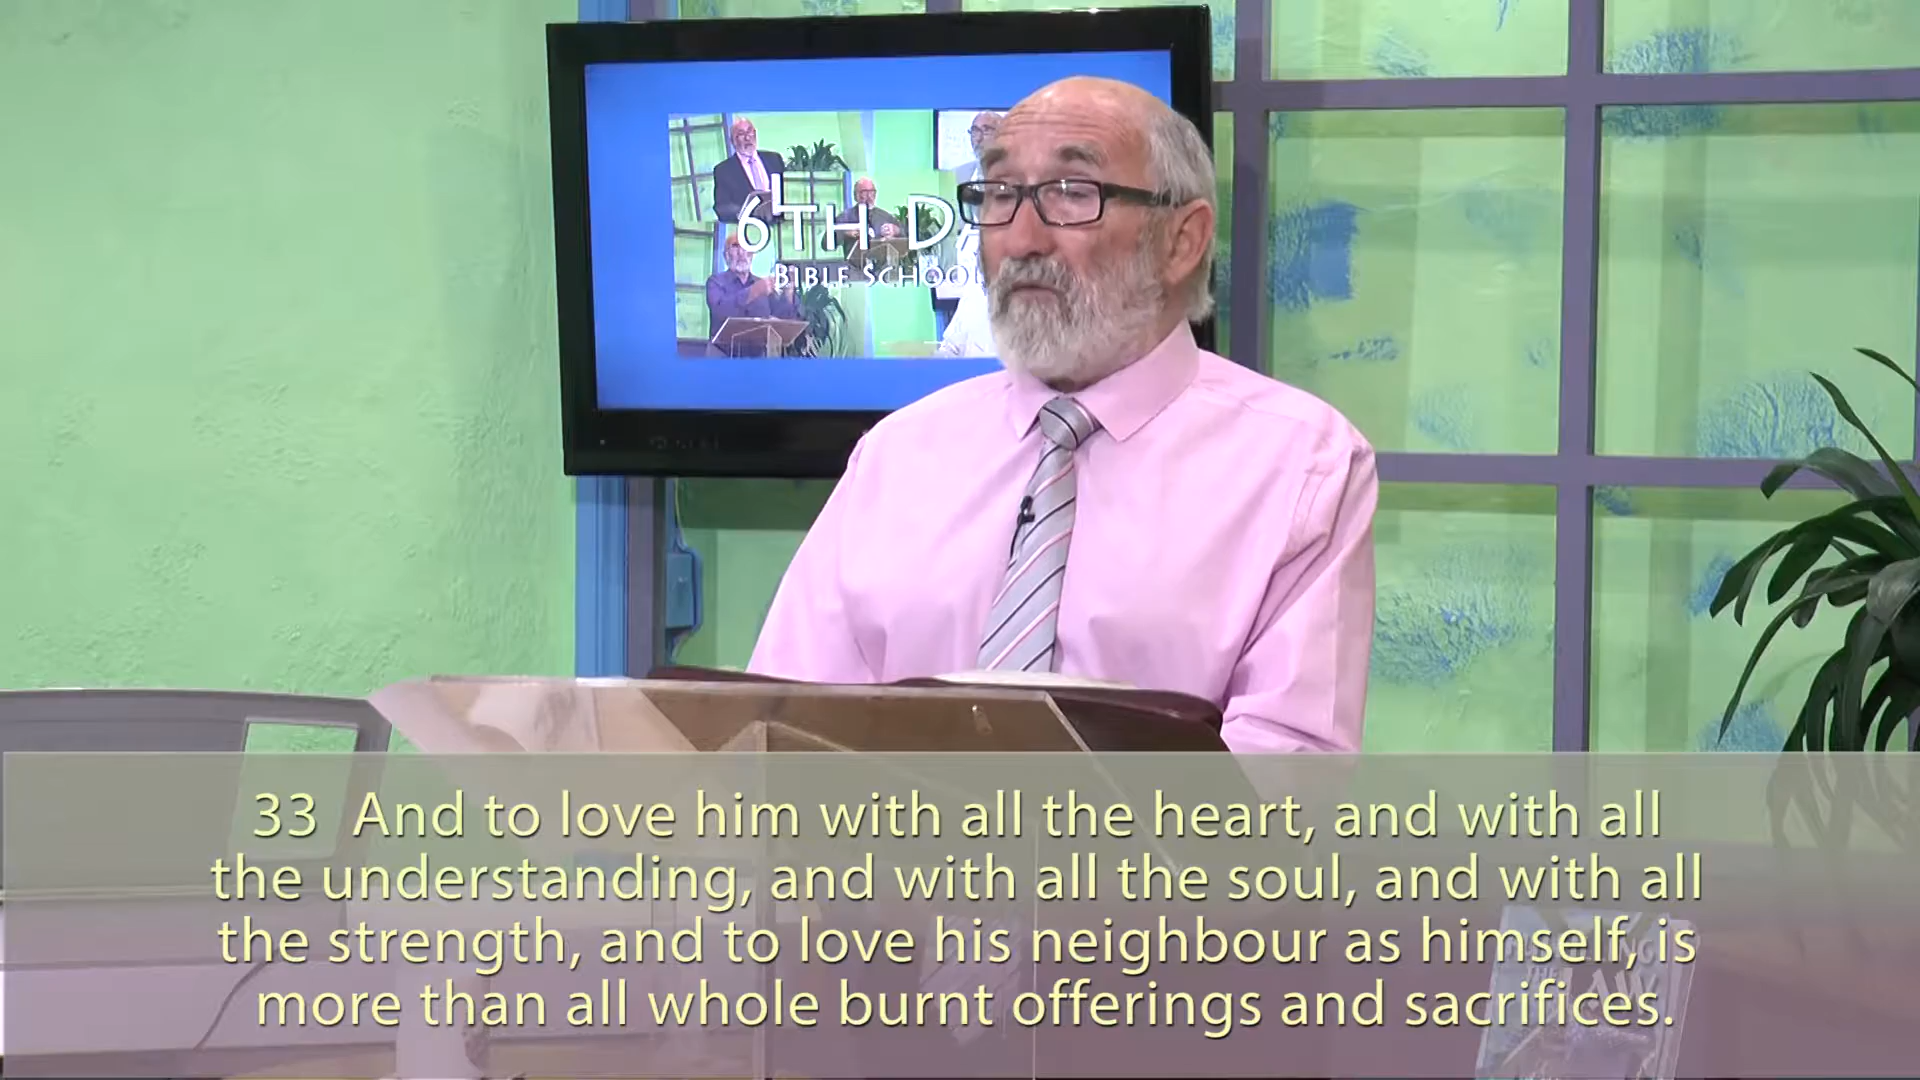 6TH DA
BIBLE SCHOOL
33 And to love him with all the heart, and with all
the understanding, and with all the soul, and with all
the strength, and to love his neighbour as himself, is
more than all whole burnt offerings and sacrifices.
THE LAW